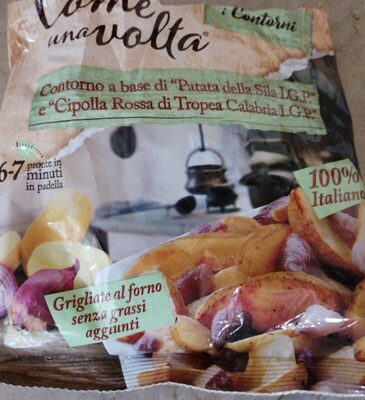 Come
una volta®
i Contorni
Contorno a base di "Patata della Sila I.G.P."
e "Cipolla Rossa di Tropea Calabria I.G.P."
6-7 pronte in
minuti
in padella
100%
Italiano
Grigliate al forno
senza grassi
aggiunti